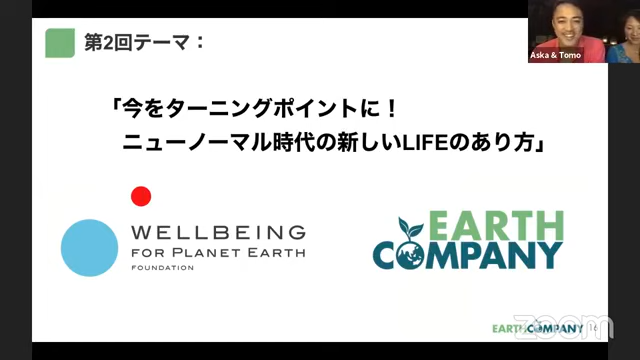 第2回テーマ：
Aska & Tomo
「今をターニングポイントに！
ニューノーマル時代の新しいLIFEのあり方」
WELLBEING
FOR PLANET EARTH
FOUNDATION
EARTH
COMPANY
EARTH COMPANY 16
zoom